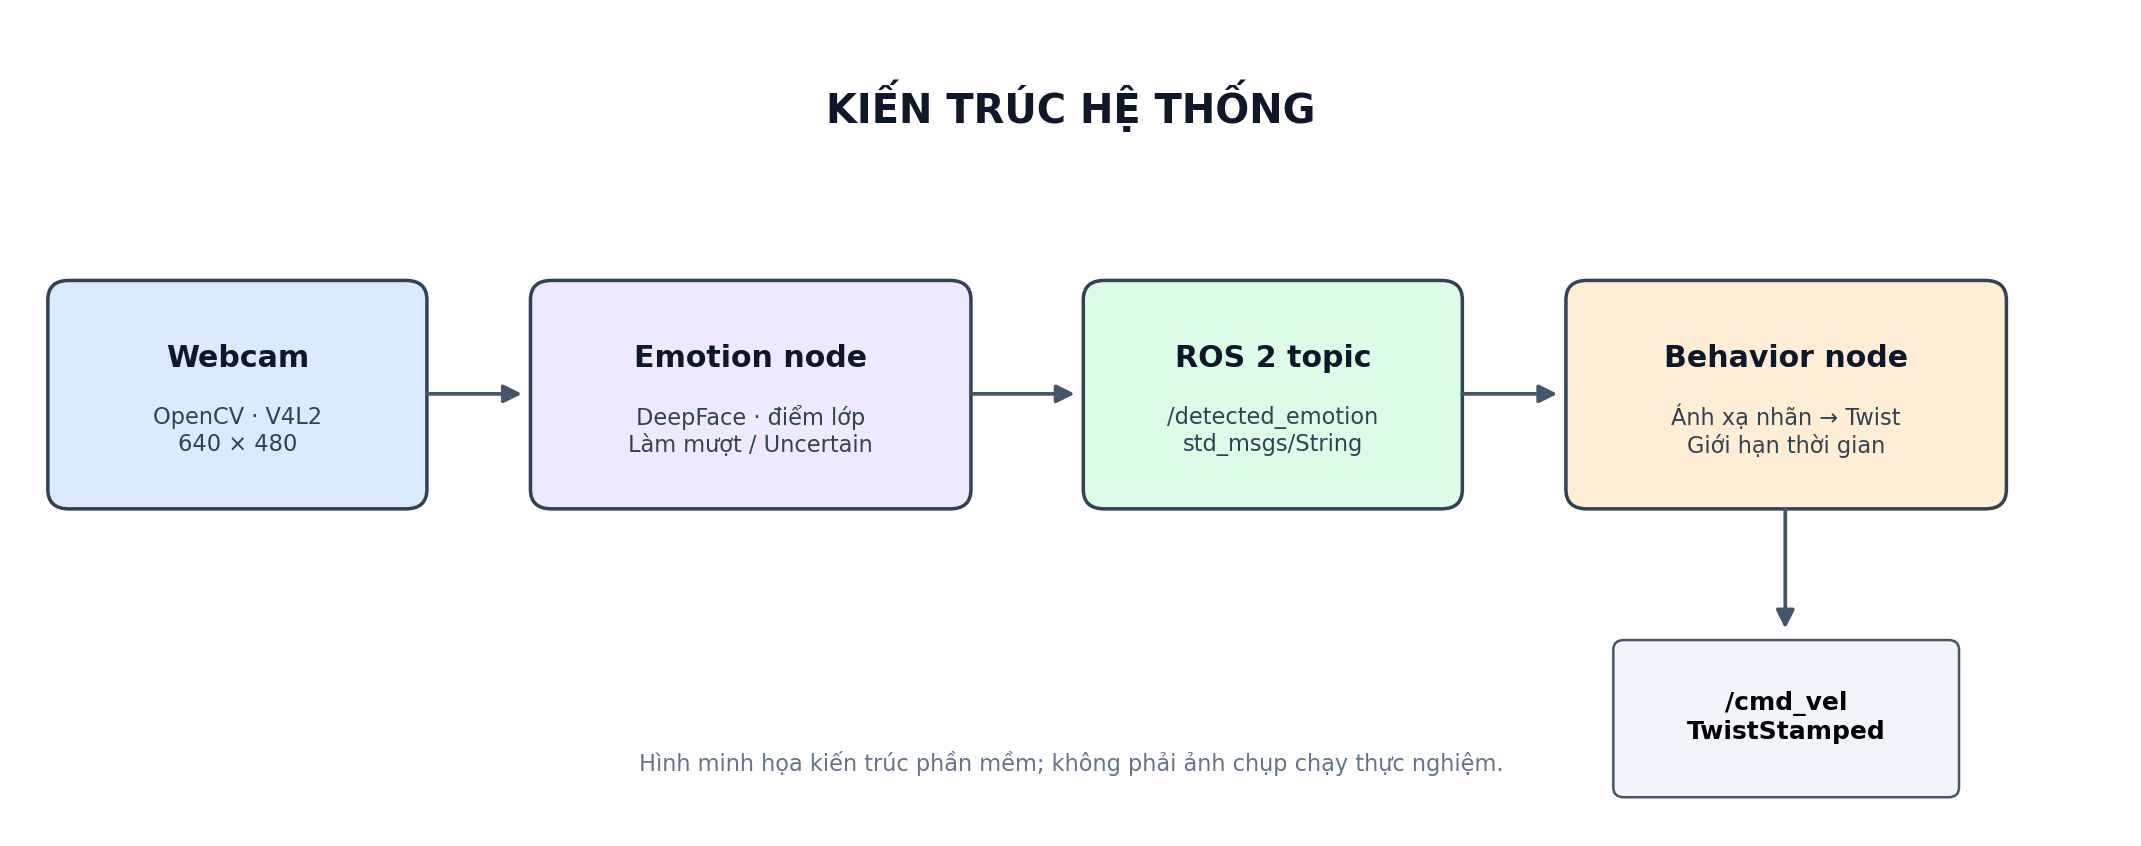 KIẾN TRÚC HỆ THỐNG
Webcam
OpenCV · V4L2
640 × 480
Emotion node
DeepFace · điểm lớp
Làm mượt / Uncertain
ROS 2 topic
/detected_emotion
std_msgs/String
Behavior node
Ánh xạ nhãn → Twist
Giới hạn thời gian
/cmd_vel
TwistStamped
Hình minh họa kiến trúc phần mềm; không phải ảnh chụp chạy thực nghiệm.